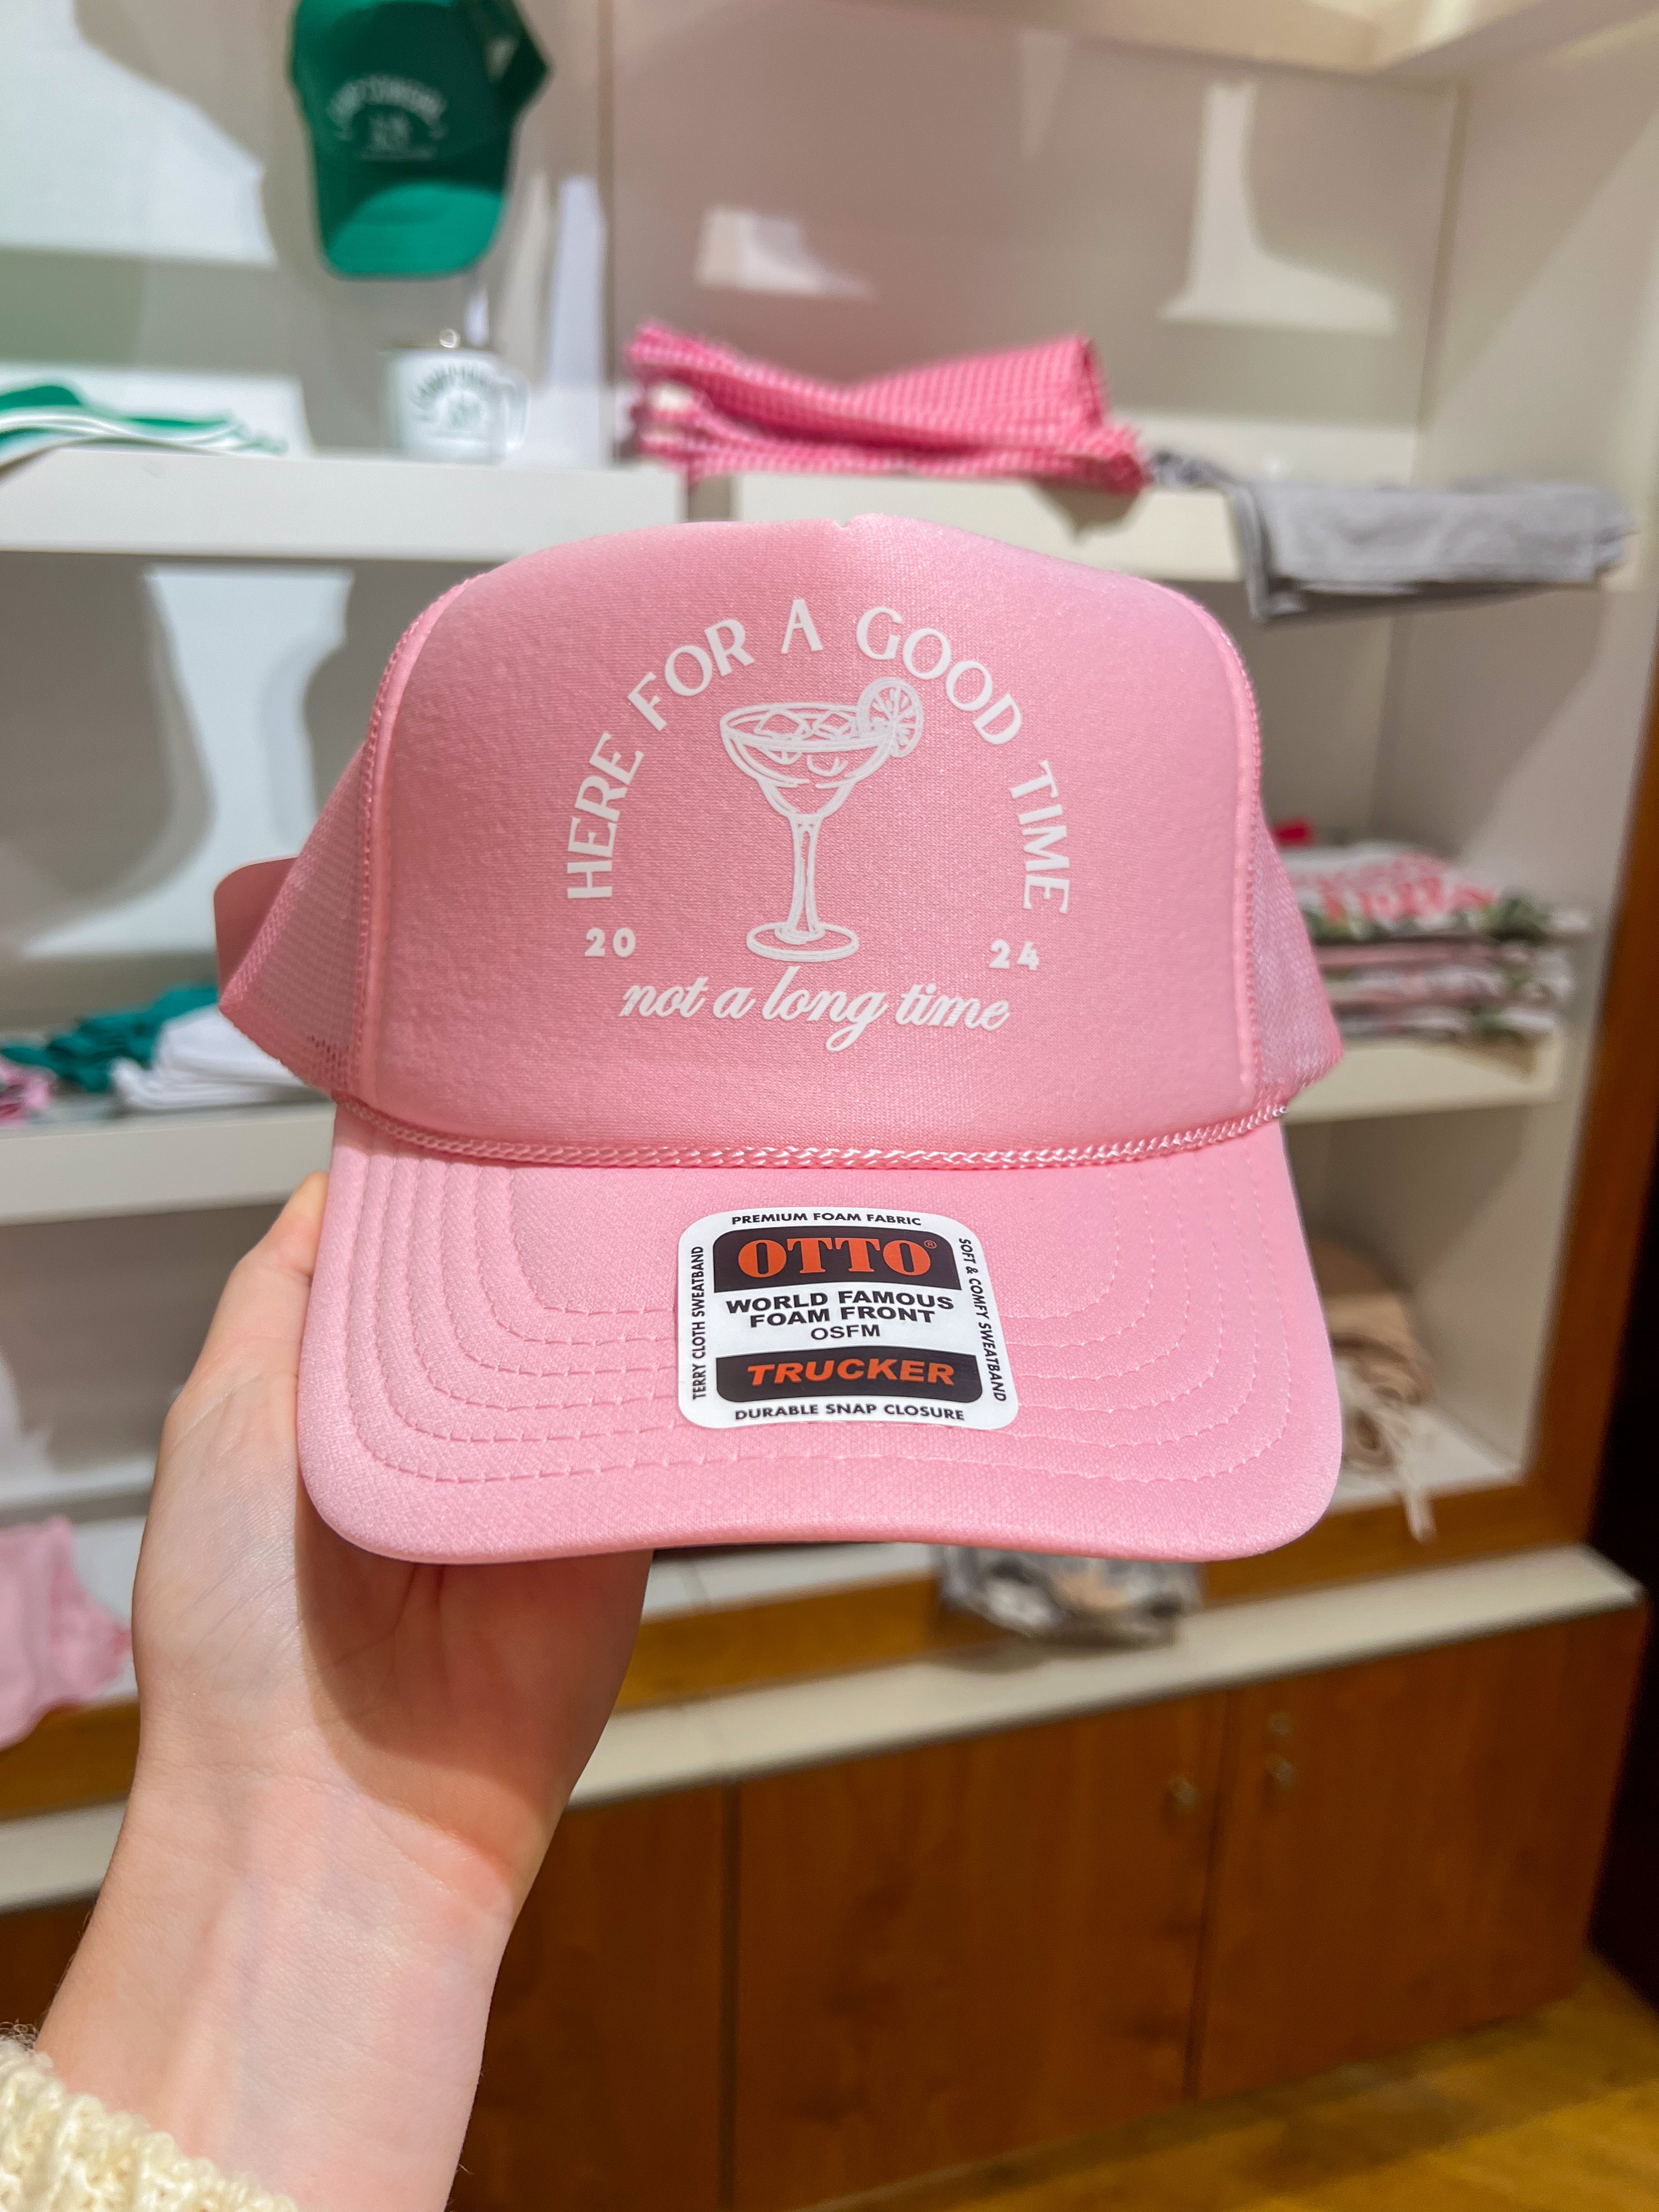 HERE FOR A GOOD TIME
20 24
not a long time
PREMIUM FOAM FABRIC
OTTO®
WORLD FAMOUS
FOAM FRONT
OSFM
TRUCKER
DURABLE SNAP CLOSURE
TERRY CLOTH SWEATBAND
SOFT & COMFY SWEATBAND